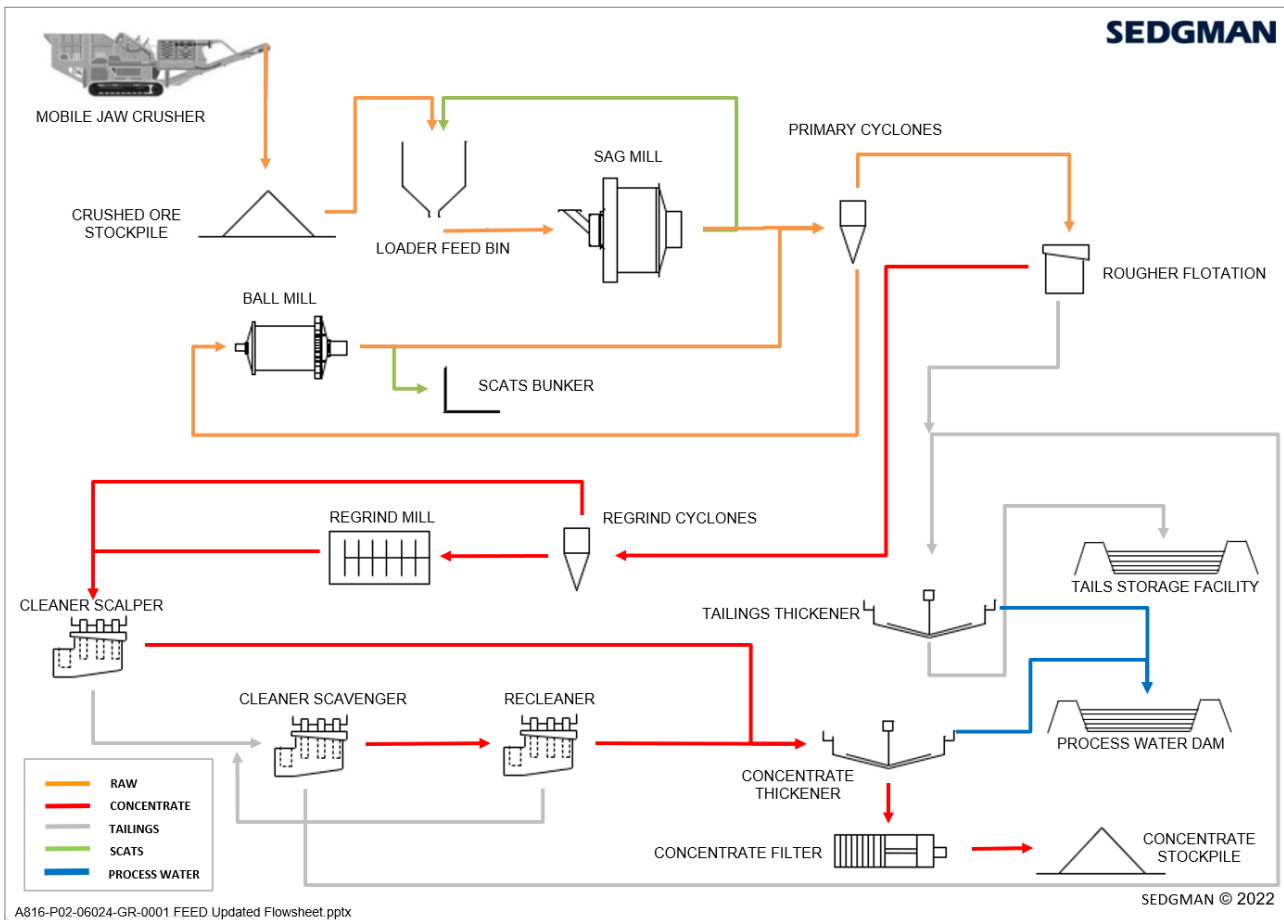 SEDGMAN
MOBILE JAW CRUSHER
PRIMARY CYCLONES
SAG MILL
CRUSHED ORE
STOCKPILE
LOADER FEED BIN
ROUGHER FLOTATION
BALL MILL
SCATS BUNKER
REGRIND MILL
REGRIND CYCLONES
TAILS STORAGE FACILITY
CLEANER SCALPER
TAILINGS THICKENER
CLEANER SCAVENGER
RECLEANER
PROCESS WATER DAM
CONCENTRATE
THICKENER
RAW
CONCENTRATE
TAILINGS
SCATS
PROCESS WATER
CONCENTRATE FILTER
CONCENTRATE
STOCKPILE
SEDGMAN © 2022
A816-P02-06024-GR-0001 FEED Updated Flowsheet.pptx